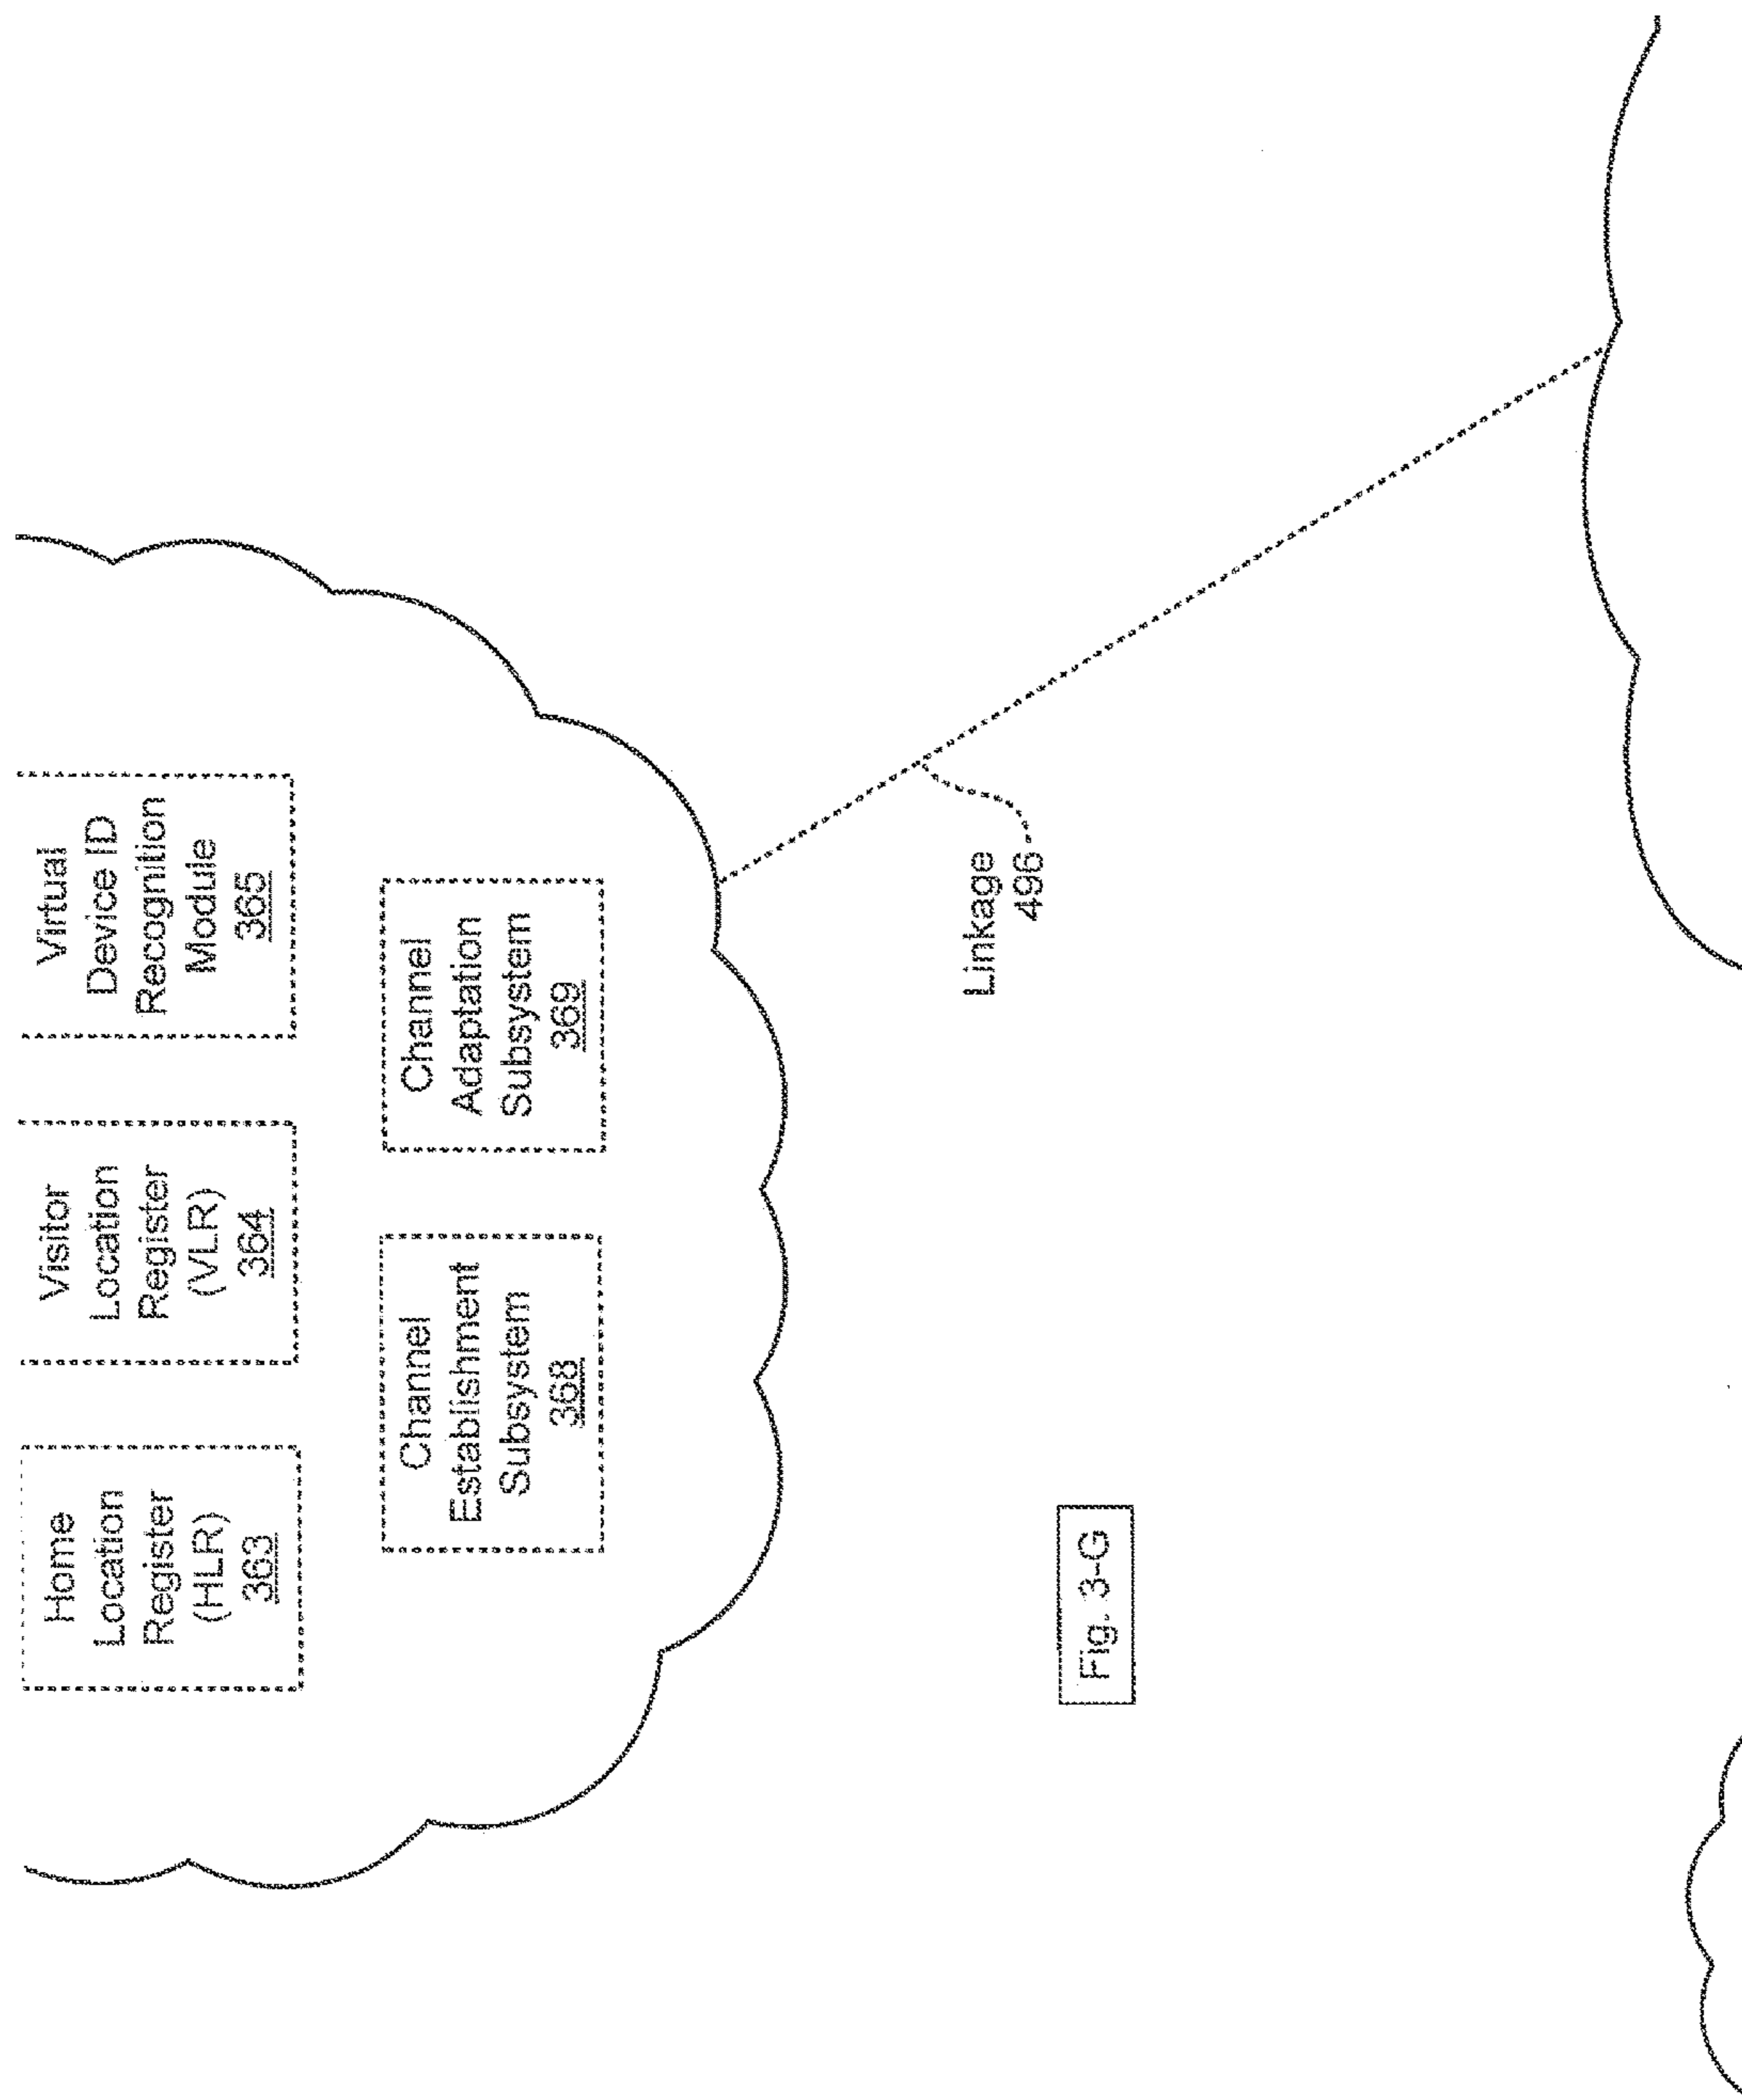 Home
Location
Register
(HLR)
363
Visitor
Location
Register
(VLR)
364
Virtual
Device ID
Recognition
Module
365
Channel
Establishment
Subsystem
368
Channel
Adaptation
Subsystem
369
Linkage
496
Fig. 3-G